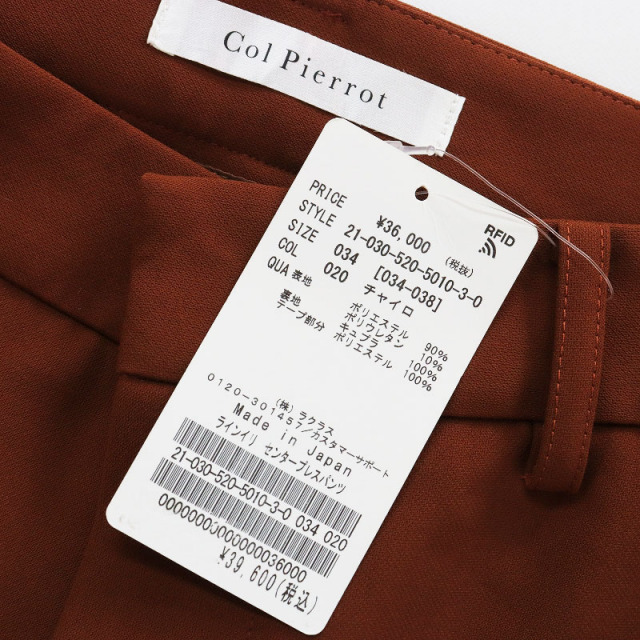 Col Pierrot
RFID
PRICE ¥36,000 (税抜)
STYLE 21-030-520-5010-3-0
SIZE 034 [034-038]
COL 020 チャイロ
QUA 表地 ポリエステル 90%
ポリウレタン 10%
裏地 キュプラ 100%
テープ部分 ポリエステル 100%
(株) ラクラス
0120-301457/カスタマーサポート
Made in Japan
ラインイリ センタープレスパンツ
21-030-520-5010-3-0 034 020
0000000000000000036000
¥39,600(税込)